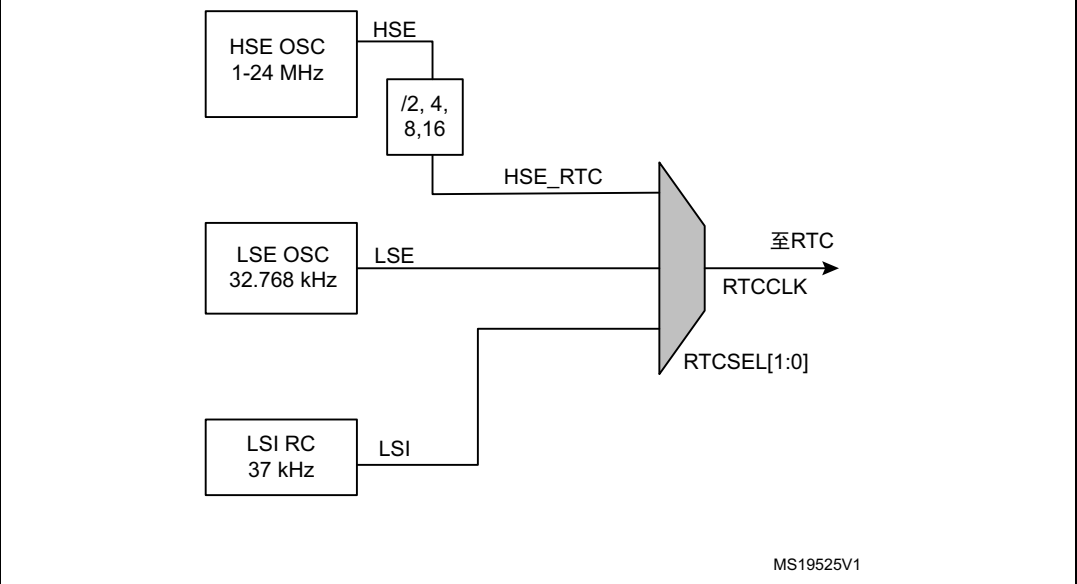 HSE OSC
1-24 MHz
HSE
/2, 4,
8,16
HSE_RTC
LSE OSC
32.768 kHz
LSE
至RTC
RTCCLK
RTCSEL[1:0]
LSI RC
37 kHz
LSI
MS19525V1